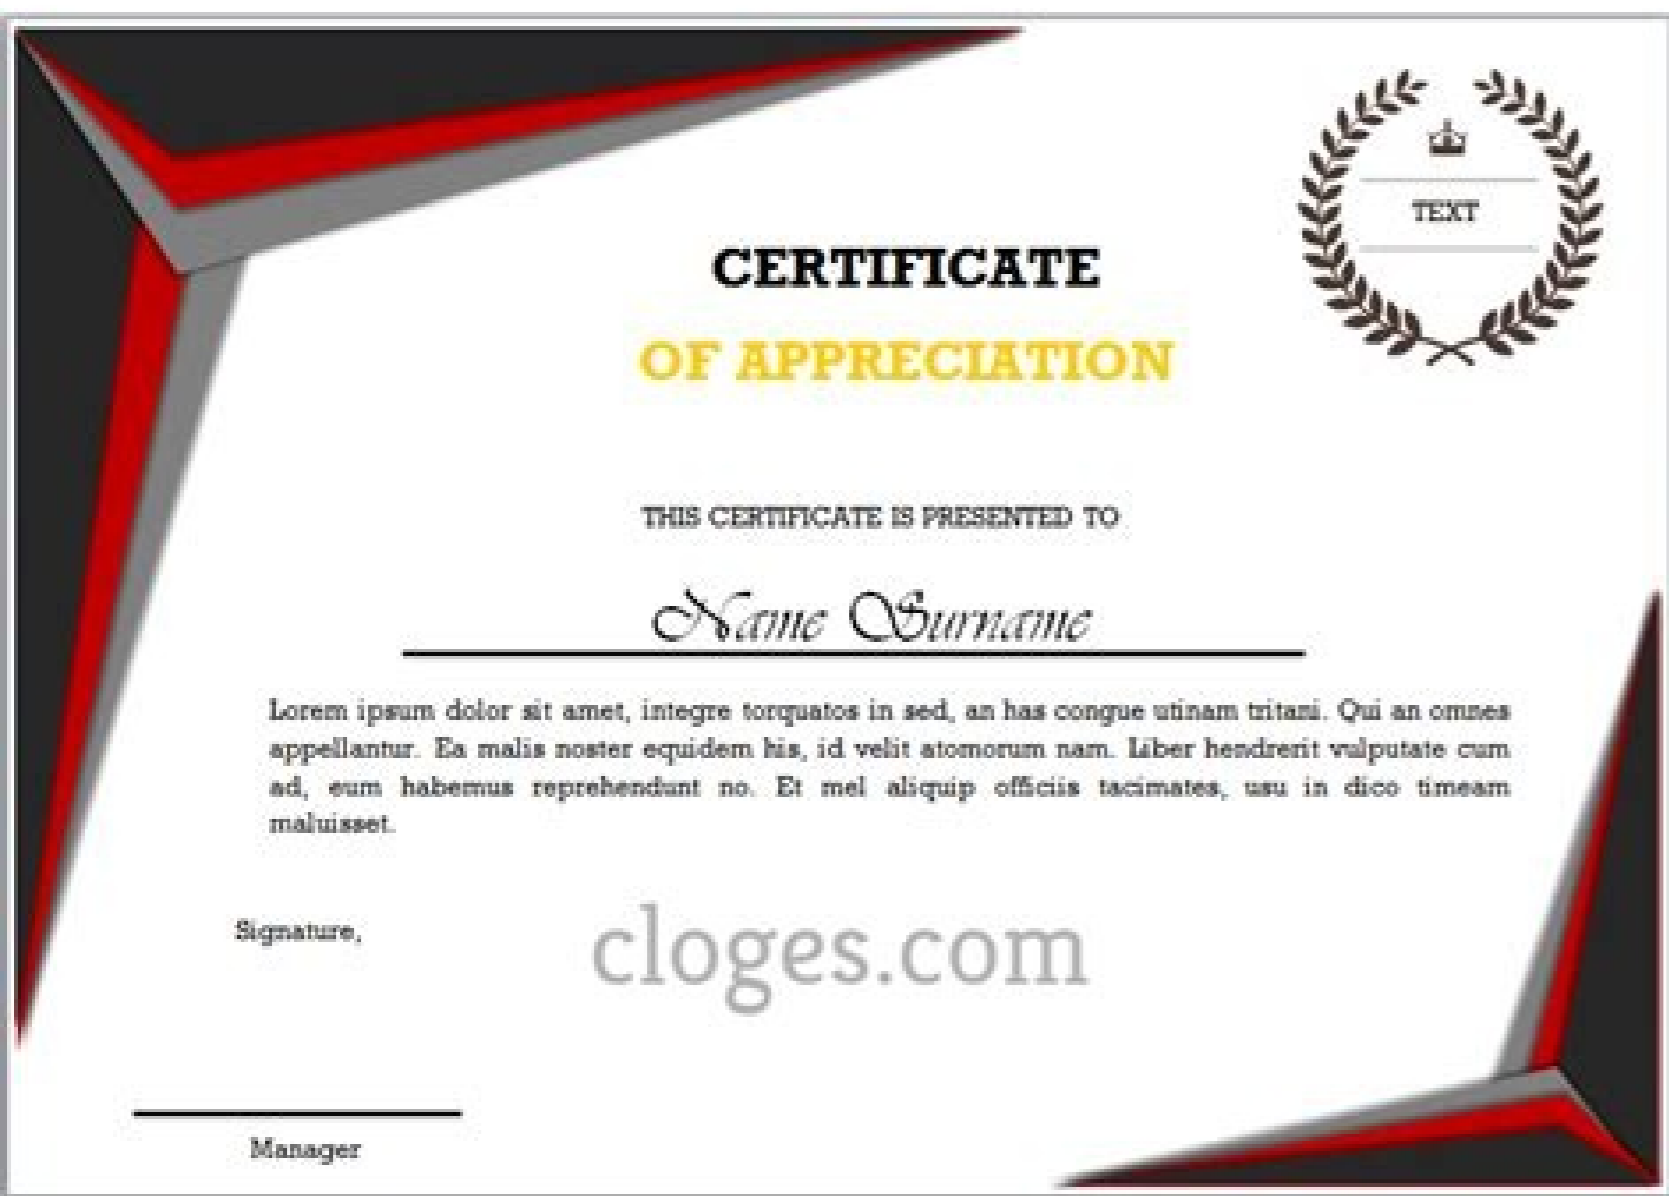 TEXT
CERTIFICATE
OF APPRECIATION
THIS CERTIFICATE IS PRESENTED TO
Name Surname
Lorem ipsum dolor sit amet, integre torquatos in sed, an has congue utinam tritani. Qui an omnes
appellantur. Ea malis noster equidem his, id velit atomorum nam. Liber hendrerit vulputate cum
ad, eum habemus reprehendunt no. Et mel aliquip officiis tacimates, usu in dico timeam
maluisset.
Signature,
cloges.com
Manager